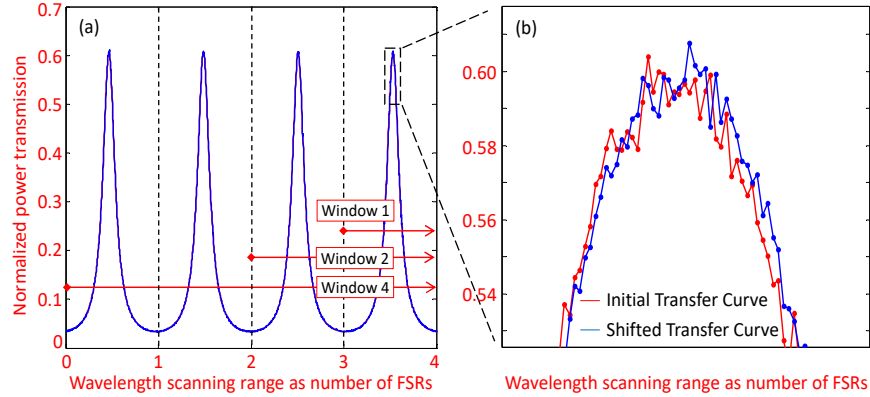 (a)
0.7
0.6
0.5
0.4
0.3
0.2
0.1
0
Normalized power transmission
Window 1
Window 2
Window 4
0
1
2
3
4
Wavelength scanning range as number of FSRs
(b)
0.60
0.58
0.56
0.54
Initial Transfer Curve
Shifted Transfer Curve
Wavelength scanning range as number of FSRs